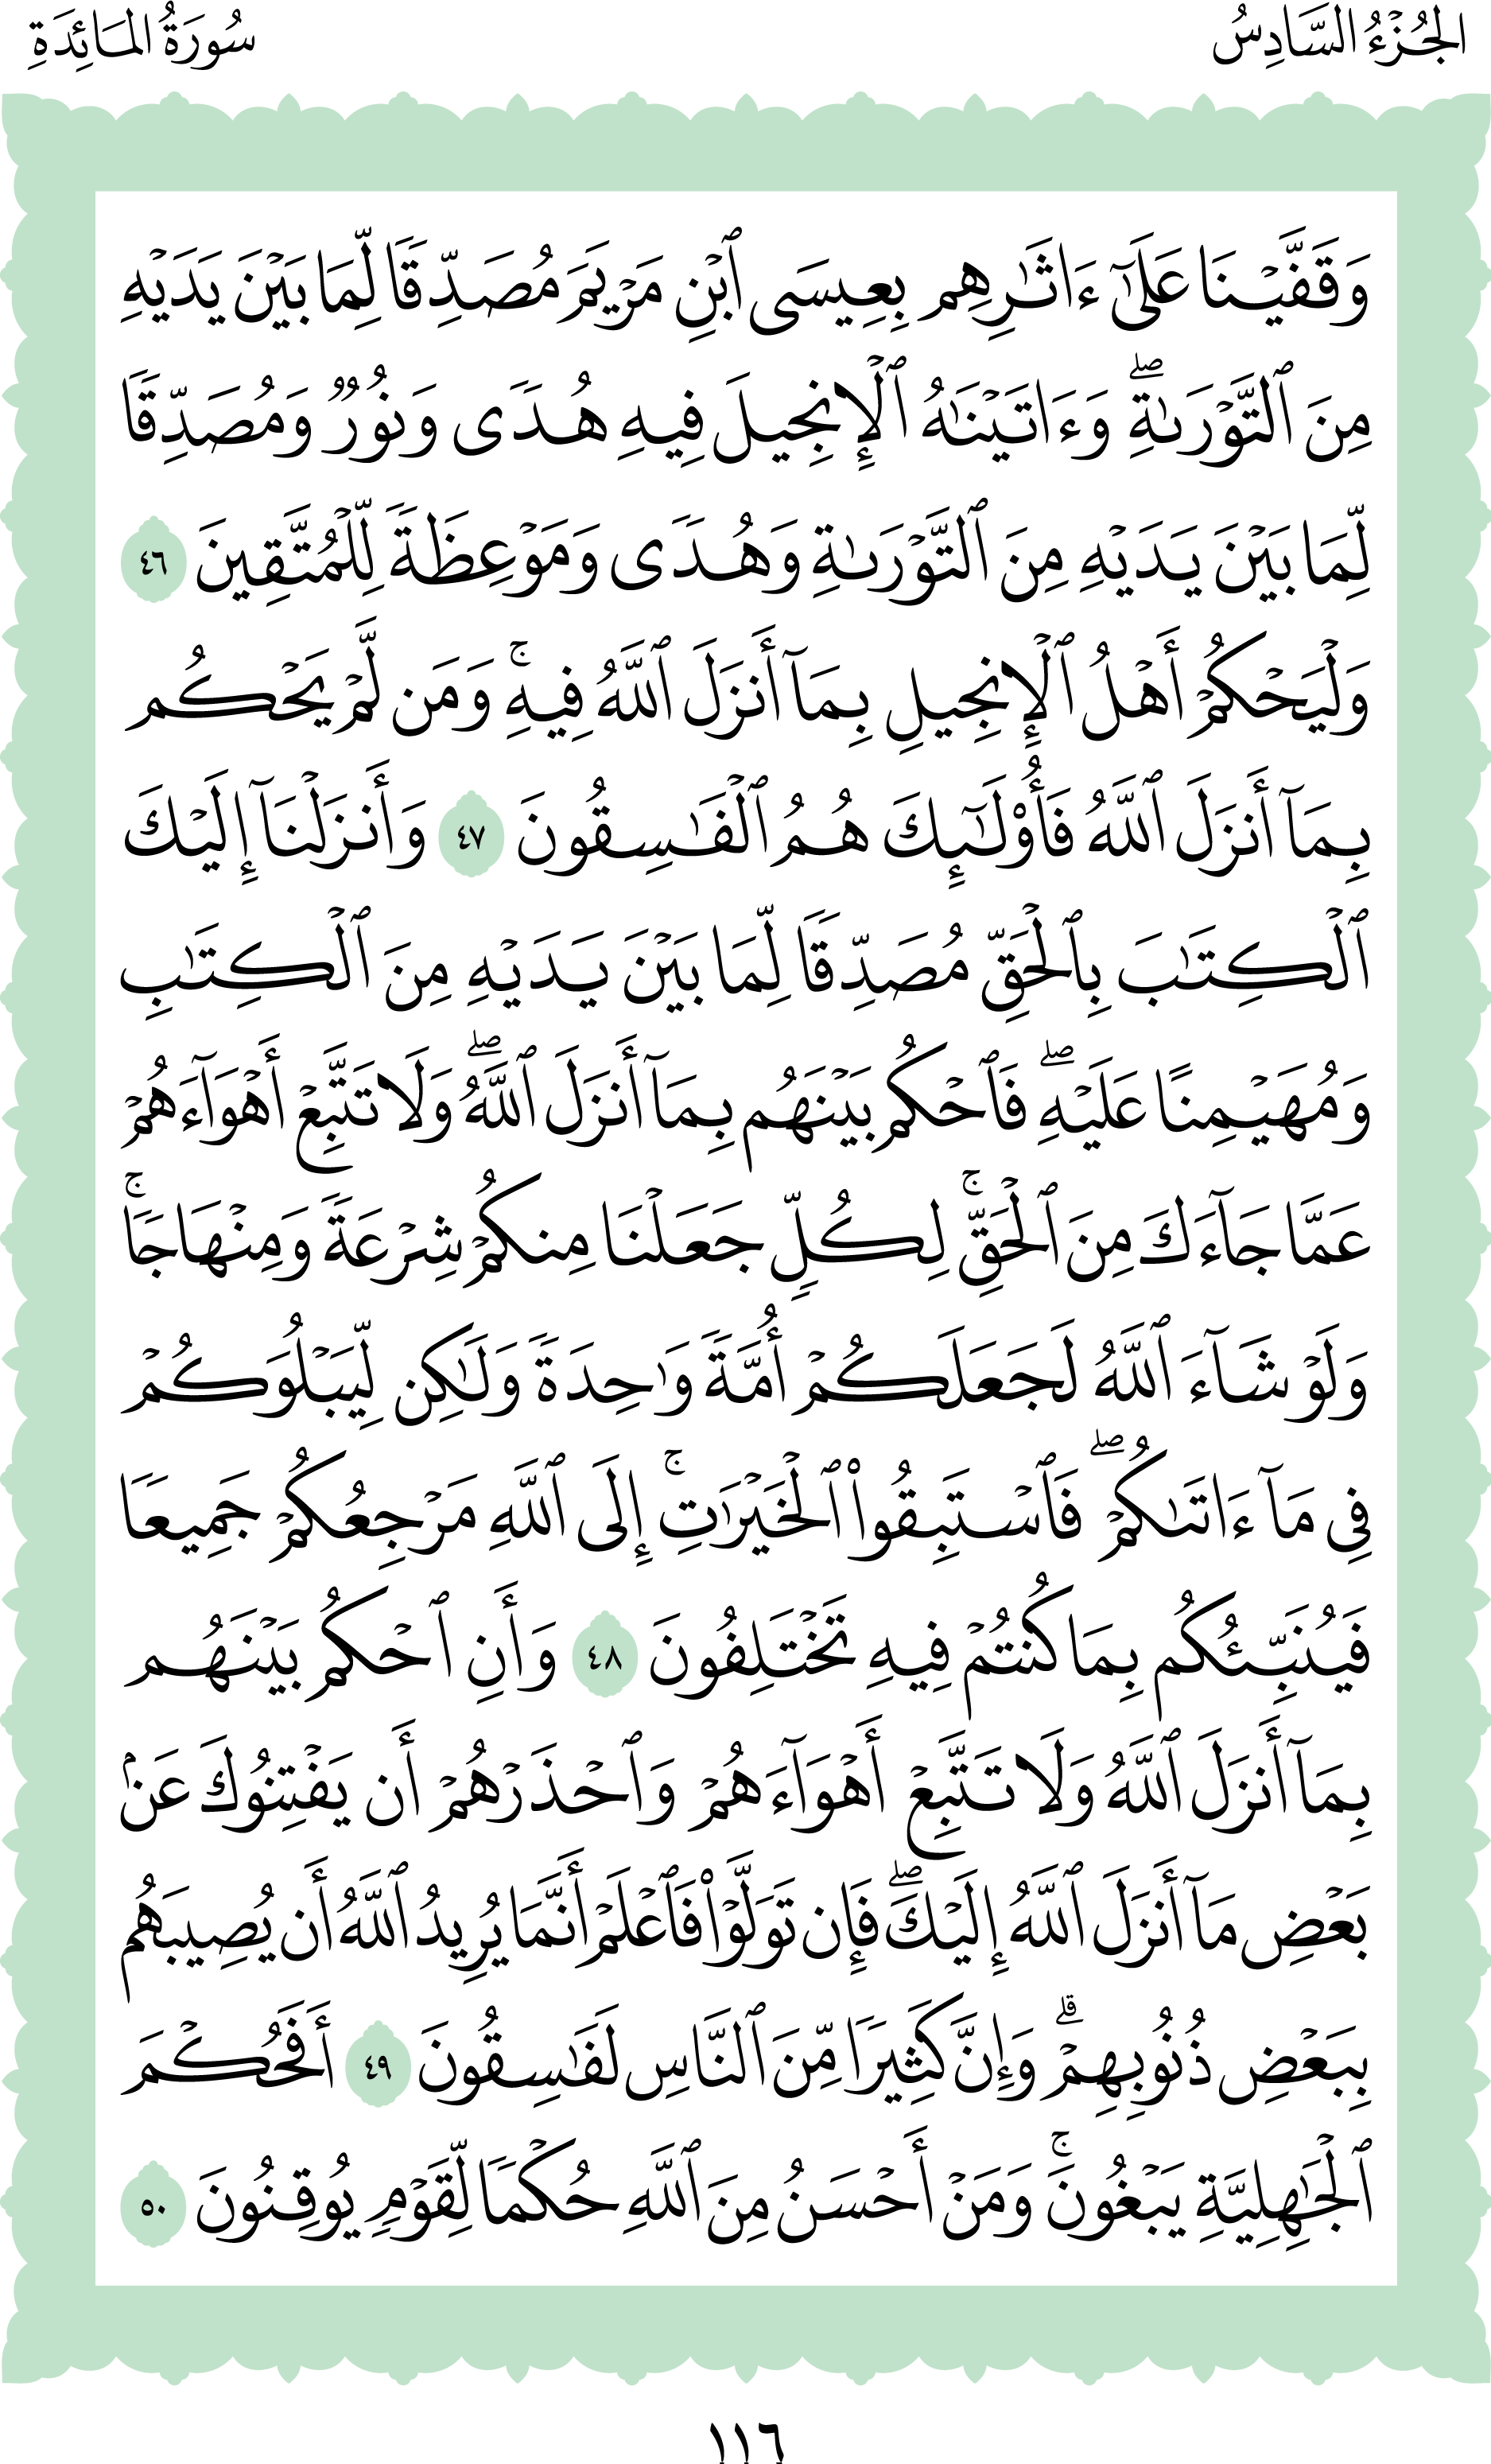 الجُزْءُ السَّادِسُ
سُورَةُ المَائِدَةِ
وَقَفَّيۡنَا عَلَىٰٓ ءَاثَٰرِهِم بِعِيسَى ٱبۡنِ مَرۡيَمَ مُصَدِّقٗا لِّمَا بَيۡنَ يَدَيۡهِ
مِنَ ٱلتَّوۡرَىٰةِۖ وَءَاتَيۡنَٰهُ ٱلۡإِنجِيلَ فِيهِ هُدٗى وَنُورٞ وَمُصَدِّقٗا
لِّمَا بَيۡنَ يَدَيۡهِ مِنَ ٱلتَّوۡرَىٰةِ وَهُدٗى وَمَوۡعِظَةٗ لِّلۡمُتَّقِينَ ٤٦
وَلۡيَحۡكُمۡ أَهۡلُ ٱلۡإِنجِيلِ بِمَآ أَنزَلَ ٱللَّهُ فِيهِۚ وَمَن لَّمۡ يَحۡكُم
بِمَآ أَنزَلَ ٱللَّهُ فَأُوْلَٰٓئِكَ هُمُ ٱلۡفَٰسِقُونَ ٤٧ وَأَنزَلۡنَآ إِلَيۡكَ
ٱلۡكِتَٰبَ بِٱلۡحَقِّ مُصَدِّقٗا لِّمَا بَيۡنَ يَدَيۡهِ مِنَ ٱلۡكِتَٰبِ
وَمُهَيۡمِنًا عَلَيۡهِۖ فَٱحۡكُم بَيۡنَهُم بِمَآ أَنزَلَ ٱللَّهُۖ وَلَا تَتَّبِعۡ أَهۡوَآءَهُمۡ
عَمَّا جَآءَكَ مِنَ ٱلۡحَقِّۚ لِكُلّٖ جَعَلۡنَا مِنكُمۡ شِرۡعَةٗ وَمِنۡهَاجٗاۚ
وَلَوۡ شَآءَ ٱللَّهُ لَجَعَلَكُمۡ أُمَّةٗ وَٰحِدَةٗ وَلَٰكِن لِّيَبۡلُوَكُمۡ
فِي مَآ ءَاتَىٰكُمۡۖ فَٱسۡتَبِقُواْ ٱلۡخَيۡرَٰتِۚ إِلَى ٱللَّهِ مَرۡجِعُكُمۡ جَمِيعٗا
فَيُنَبِّئُكُم بِمَا كُنتُمۡ فِيهِ تَخۡتَلِفُونَ ٤٨ وَأَنِ ٱحۡكُم بَيۡنَهُم
بِمَآ أَنزَلَ ٱللَّهُ وَلَا تَتَّبِعۡ أَهۡوَآءَهُمۡ وَٱحۡذَرۡهُمۡ أَن يَفۡتِنُوكَ عَنۢ
بَعۡضِ مَآ أَنزَلَ ٱللَّهُ إِلَيۡكَۖ فَإِن تَوَلَّوۡاْ فَٱعۡلَمۡ أَنَّمَا يُرِيدُ ٱللَّهُ أَن يُصِيبَهُم
بِبَعۡضِ ذُنُوبِهِمۡۗ وَإِنَّ كَثِيرٗا مِّنَ ٱلنَّاسِ لَفَٰسِقُونَ ٤٩ أَفَحُكۡمَ
ٱلۡجَٰهِلِيَّةِ يَبۡغُونَۚ وَمَنۡ أَحۡسَنُ مِنَ ٱللَّهِ حُكۡمٗا لِّقَوۡمٖ يُوقِنُونَ ٥٠
١١٦